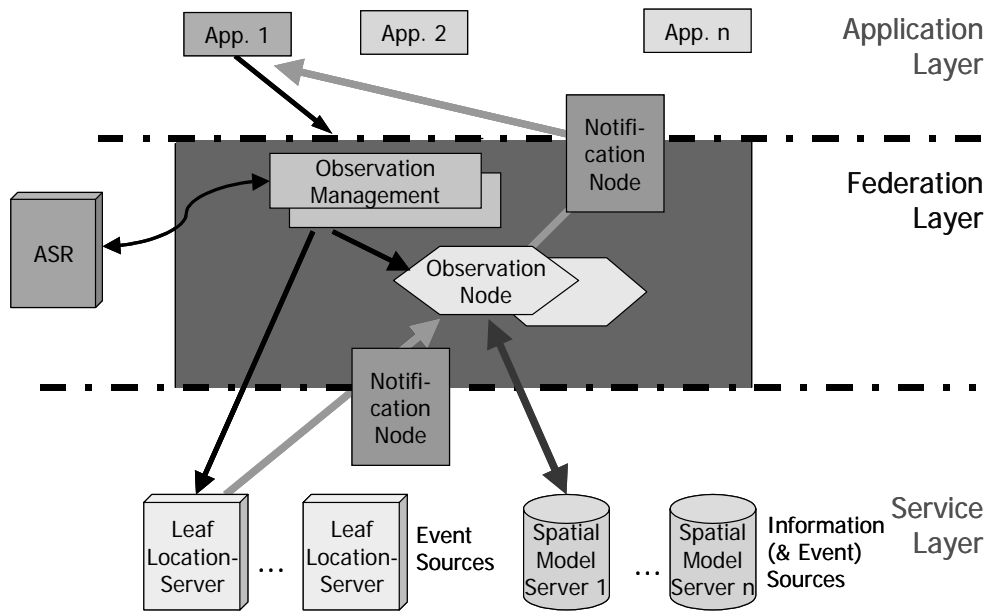 App. 1
App. 2
App. n
Application
Layer
Notifi-
cation
Node
Observation
Management
Federation
Layer
ASR
Observation
Node
Notifi-
cation
Node
Leaf
Location-
Server
...
Leaf
Location-
Server
Event
Sources
Spatial
Model
Server 1
...
Spatial
Model
Server n
Information
(& Event)
Sources
Service
Layer